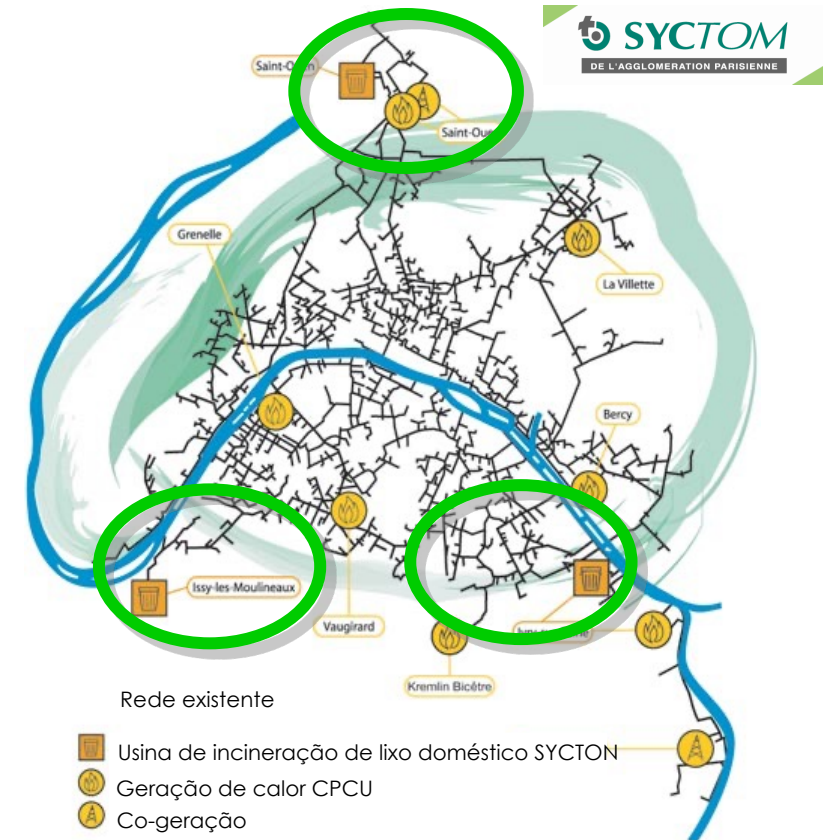 SYCTOM
DE L'AGGLOMERATION PARISIENNE
Saint-Ouen
Saint-Ouen
Grenelle
La Villette
Bercy
Issy-les-Moulineaux
Vaugirard
Kremlin Bicêtre
Rede existente
Usina de incineração de lixo doméstico SYCTON
Geração de calor CPCU
Co-geração